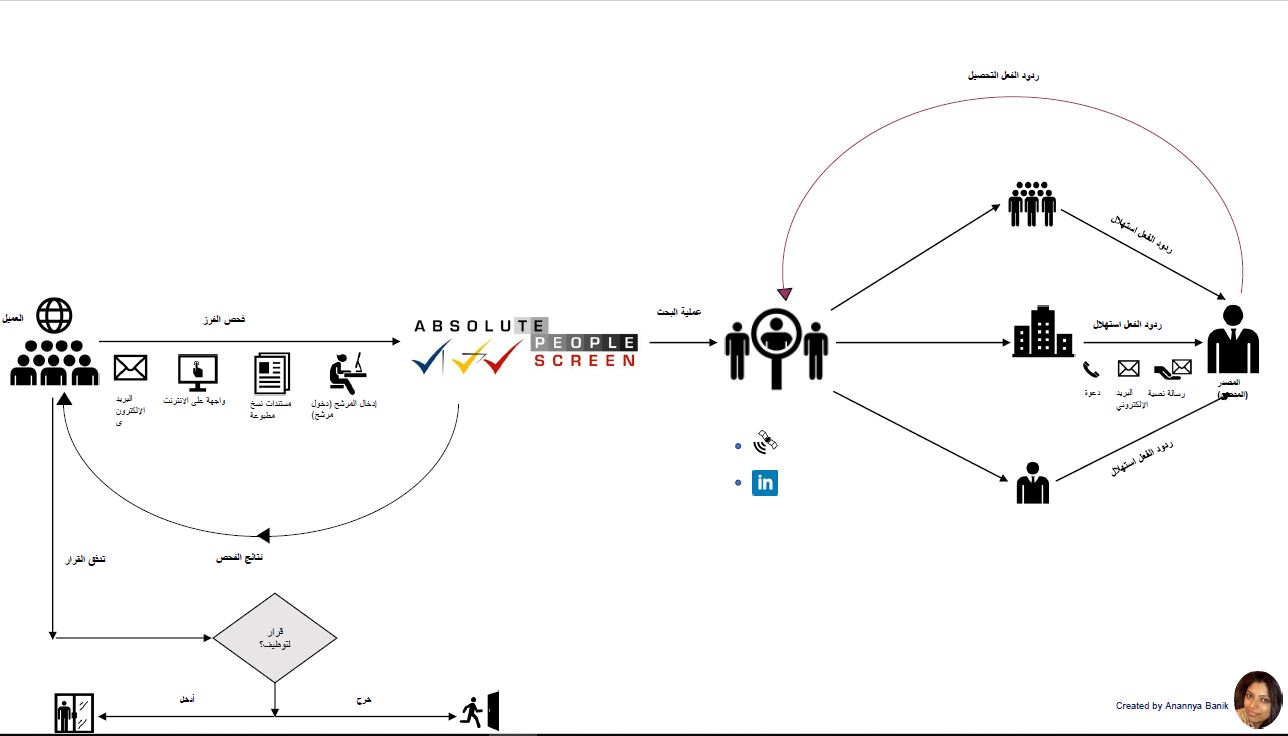 ردود الفعل التحصيل
ردود الفعل استهلال
العميل
فحص الفرز
ABSOLUTE
PEOPLE
SCREEN
عملية البحث
ردود الفعل استهلال
البريد
الإلكترون
ى
واجهة على الانترنت
مستندات نسخ
مطبوعة
إدخال المرشح (دخول
مرشح)
in
دعوة
البريد
الإلكتروني
رسالة نصية
المصدر
ردود الفعل استهلال
نتائج الفحص
تدفق القرار
قرار
لتوظيف؟
أدخل
خرج
Created by Anannya Banik